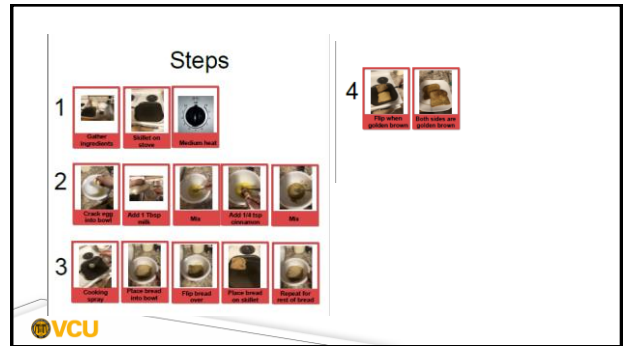 Steps
1
Gather
ingredients
Skillet on
stove
Medium heat
2
Crack egg
into bowl
Add 1 Tbsp
milk
Mix
Add 1/4 tsp
cinnamon
Mix
3
Cooking
spray
Place bread
into bowl
Flip bread
over
Place bread
on skillet
Repeat for
rest of bread
4
Flip when
golden brown
Both sides are
golden brown
VCU